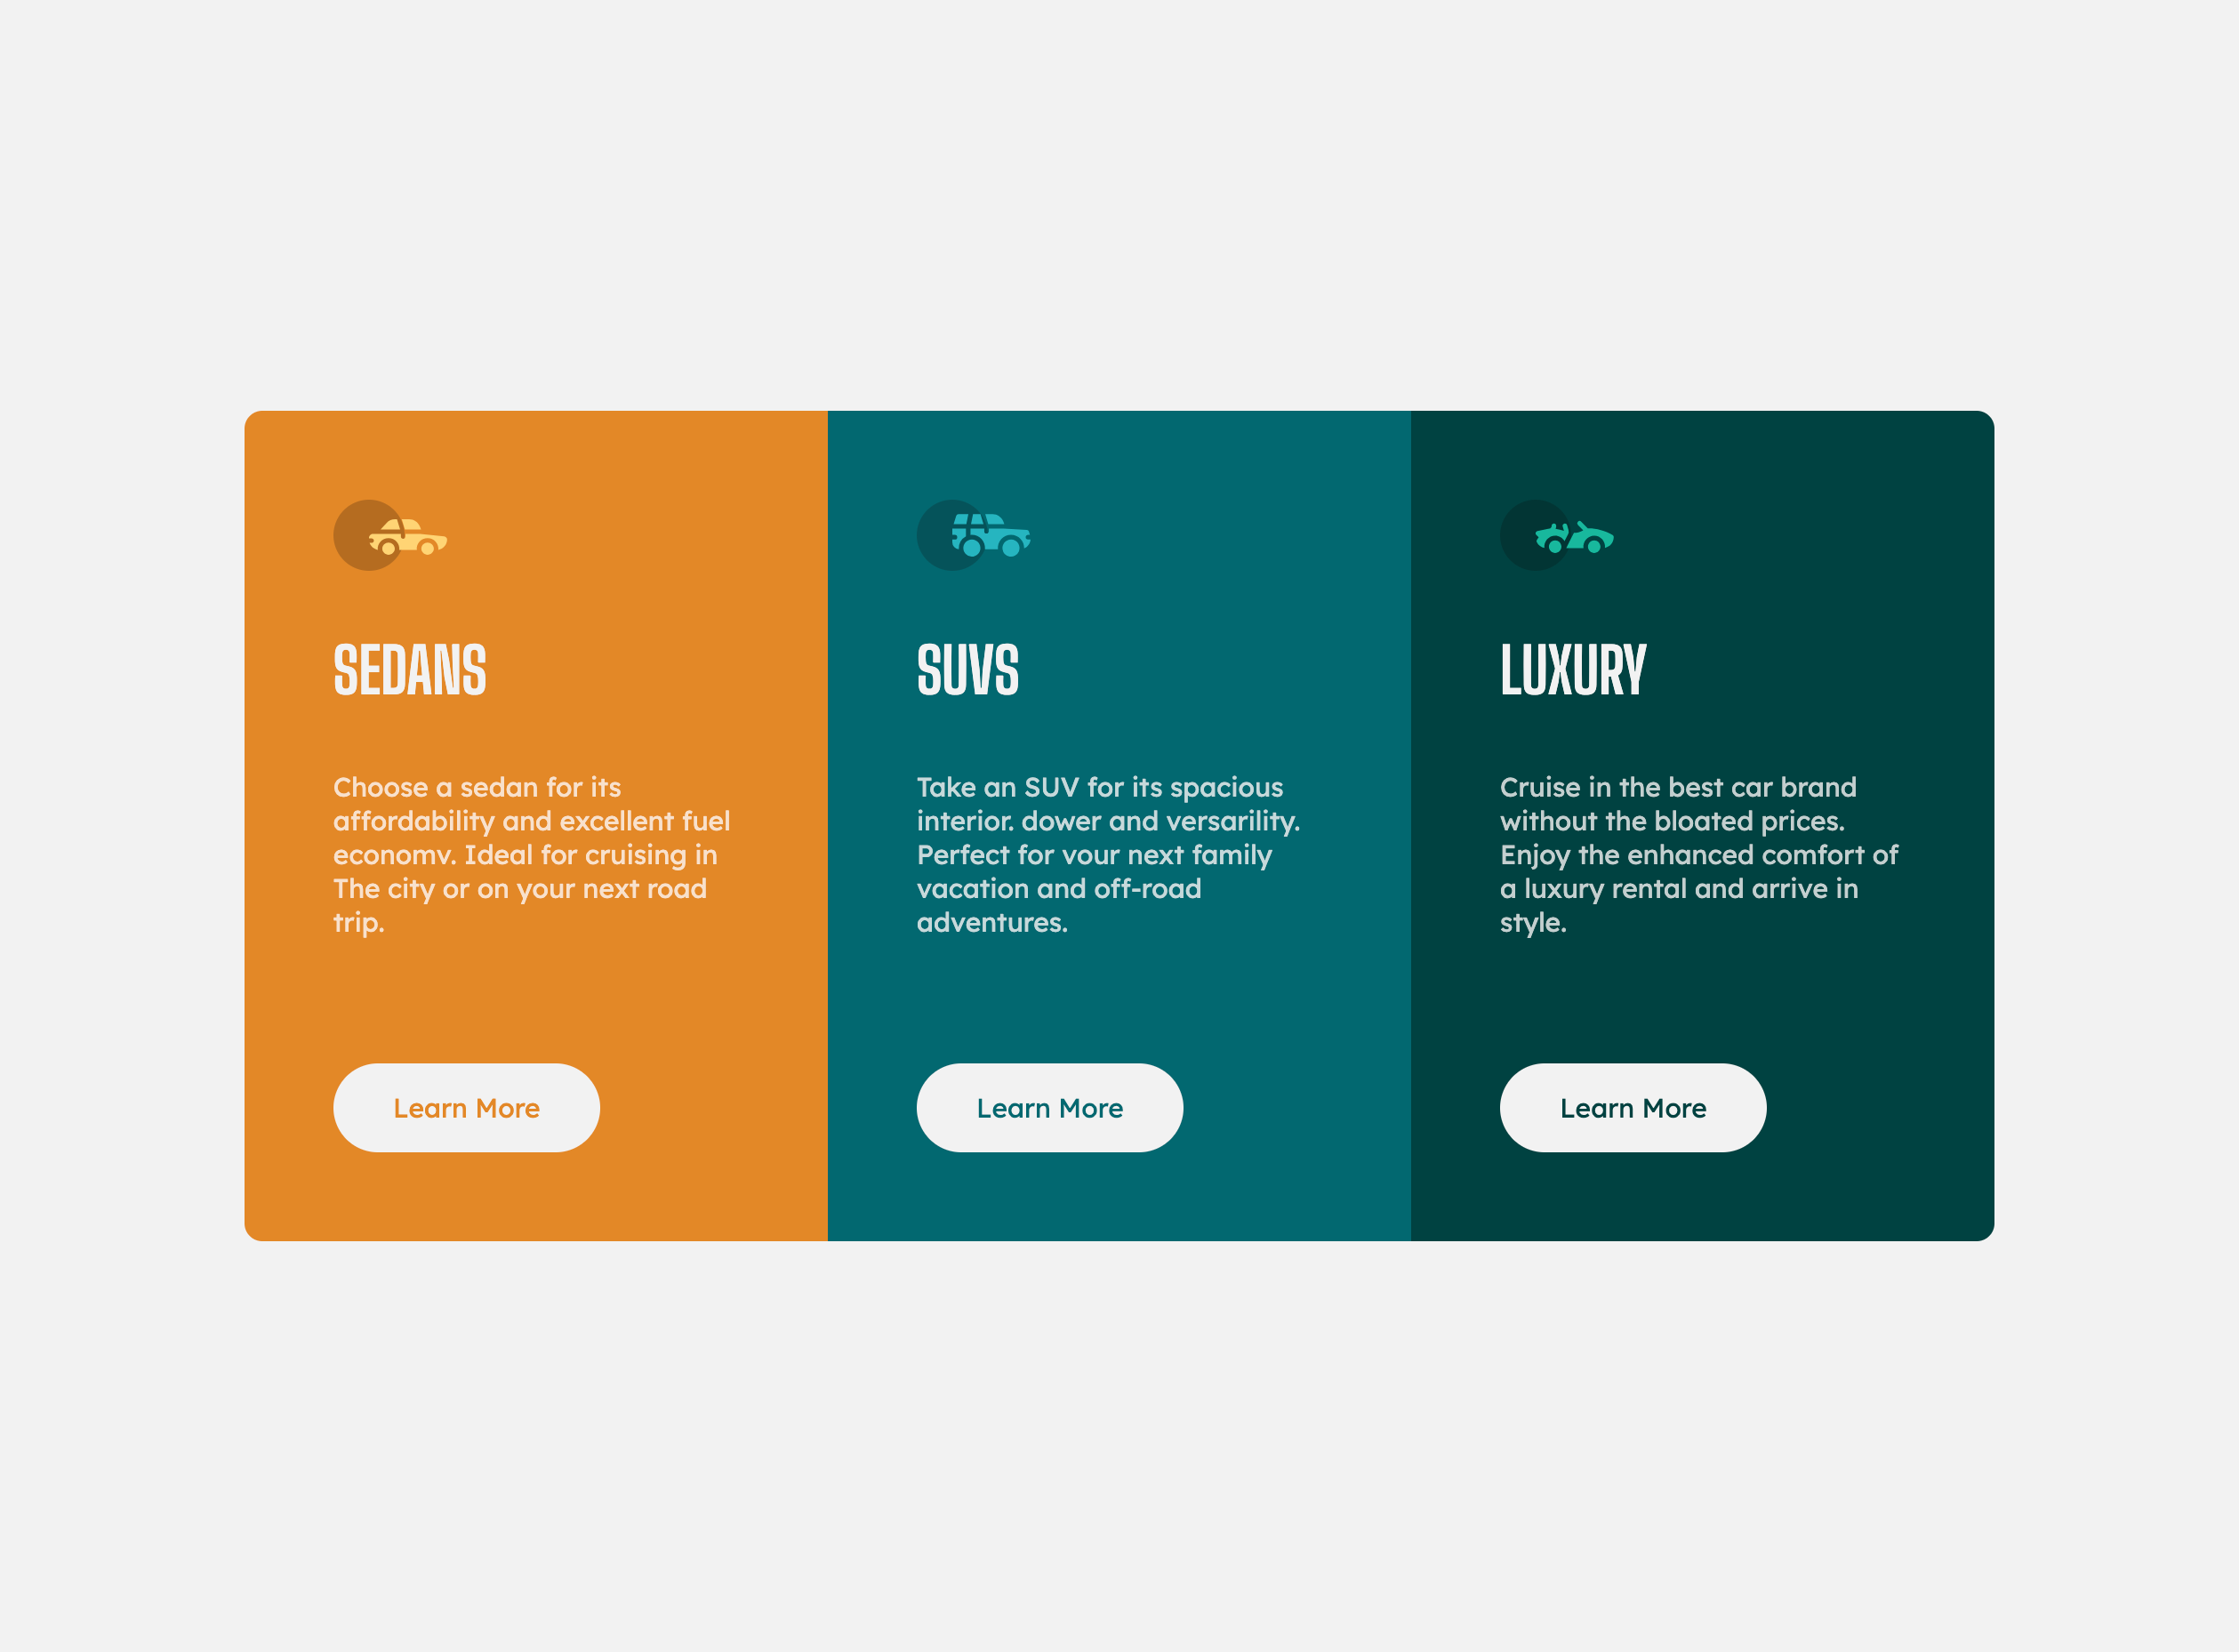 SEDANS
Choose a sedan for its
affordability and excellent fuel
economv. Ideal for cruising in
The city or on your next road
trip.
Learn More
SUVS
Take an SUV for its spacious
interior. dower and versarility.
Perfect for vour next family
vacation and off-road
adventures.
Learn More
LUXURY
Cruise in the best car brand
without the bloated prices.
Enjoy the enhanced comfort of
a luxury rental and arrive in
style.
Learn More